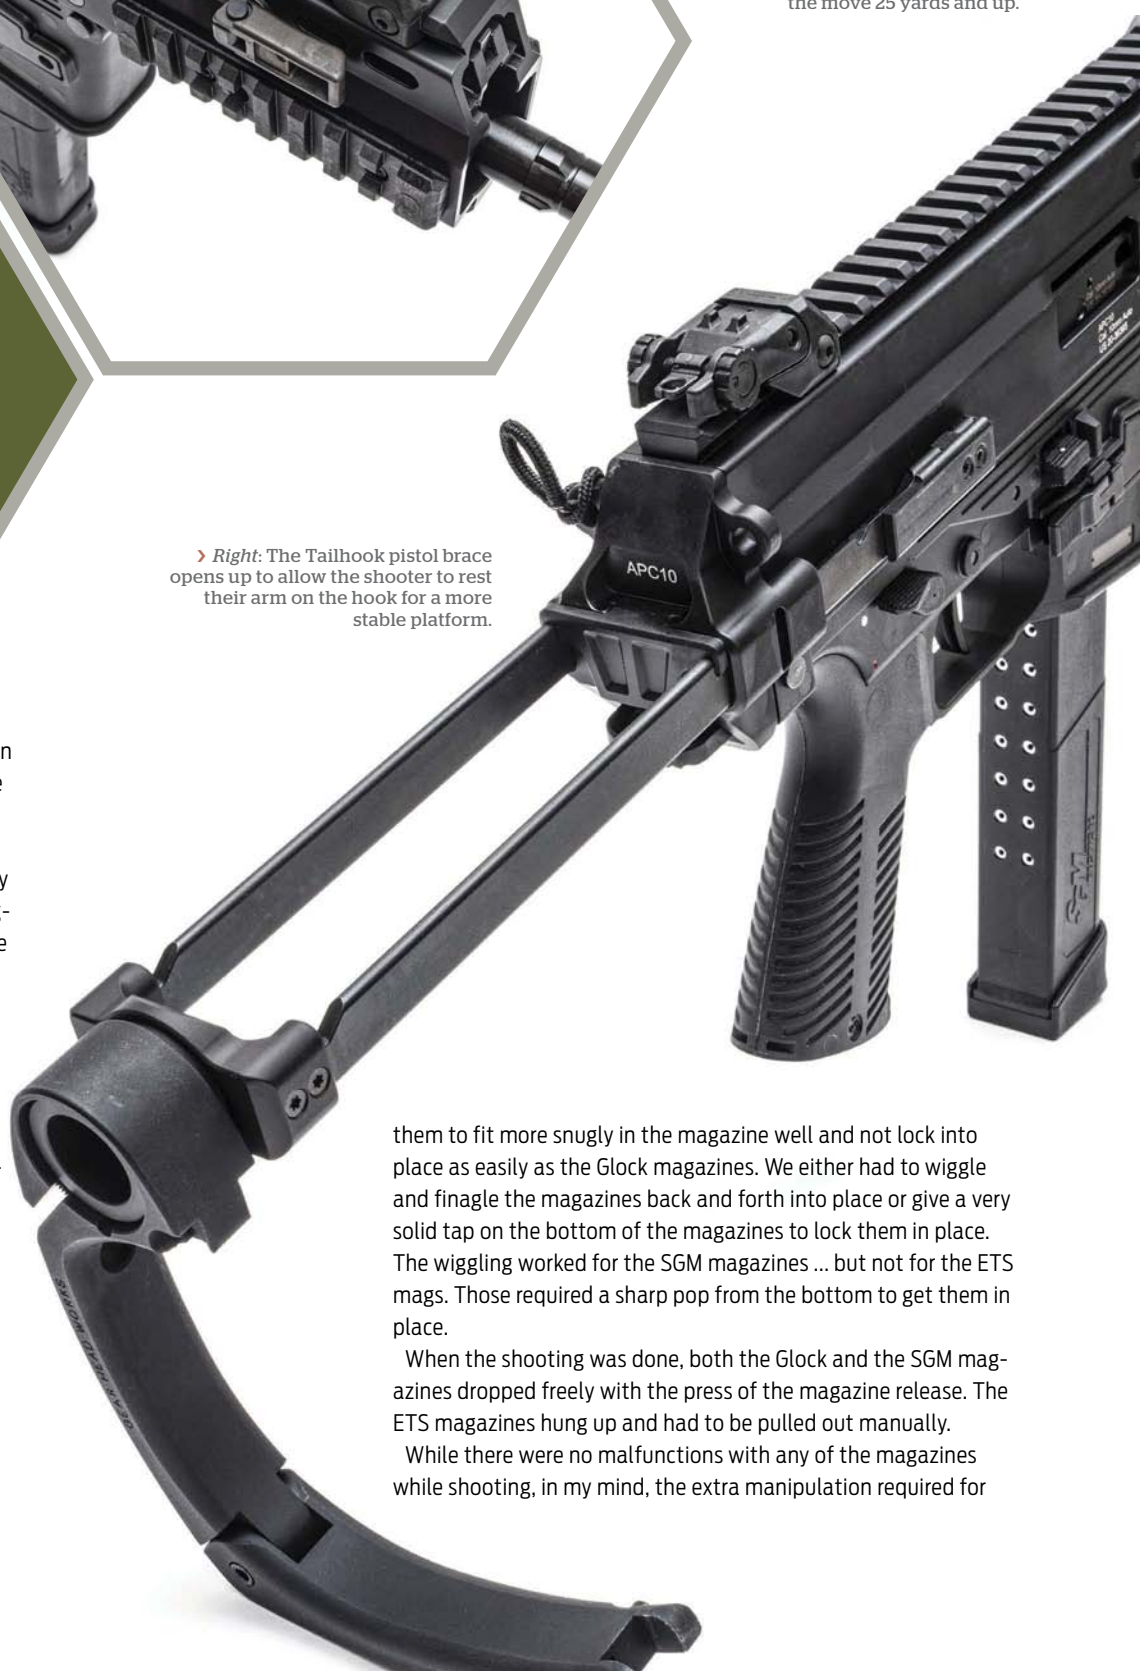 the move 25 yards and up.
APC10
Cal. 10mm Auto
› Right: The Tailhook pistol brace
opens up to allow the shooter to rest
their arm on the hook for a more
stable platform.
APC10
n
e
y
g-
e
SGM
GEAR HEAD WORKS
them to fit more snugly in the magazine well and not lock into
place as easily as the Glock magazines. We either had to wiggle
and finagle the magazines back and forth into place or give a very
solid tap on the bottom of the magazines to lock them in place.
The wiggling worked for the SGM magazines ... but not for the ETS
mags. Those required a sharp pop from the bottom to get them in
place.
When the shooting was done, both the Glock and the SGM mag-
azines dropped freely with the press of the magazine release. The
ETS magazines hung up and had to be pulled out manually.
While there were no malfunctions with any of the magazines
while shooting, in my mind, the extra manipulation required for